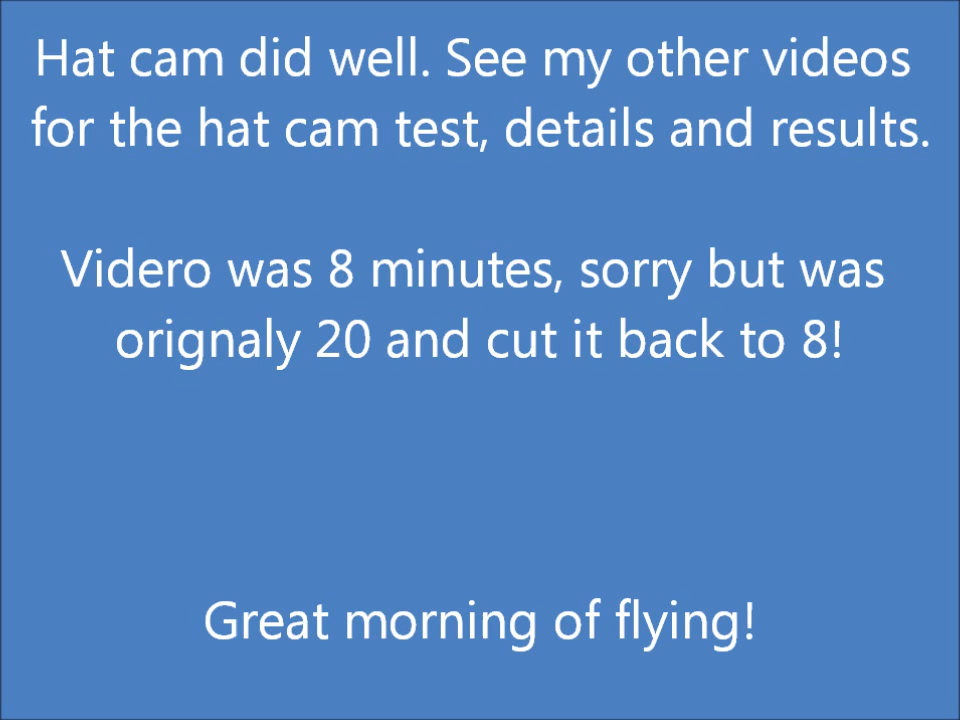 Hat cam did well. See my other videos
for the hat cam test, details and results.
Videro was 8 minutes, sorry but was
orignaly 20 and cut it back to 8!
Great morning of flying!